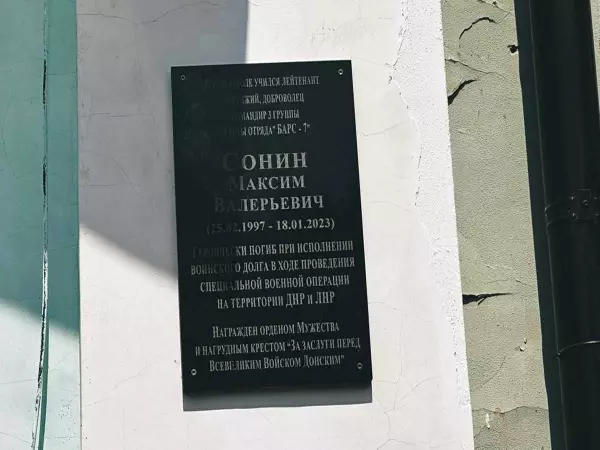 УЧИЛСЯ ЛЕЙТЕНАНТ
ДОБРОВОЛЕЦ
3 ГРУППЫ
ОТРЯДА" БАРС - 7"
СОНИН
МАКСИМ
ВАЛЕРЬЕВИЧ
(25.02.1997 - 18.01.2023)
ГЕРОИЧЕСКИ ПОГИБ ПРИ ИСПОЛНЕНИИ
ВОИНСКОГО ДОЛГА В ХОДЕ ПРОВЕДЕНИЯ
СПЕЦИАЛЬНОЙ ВОЕННОЙ ОПЕРАЦИИ
НА ТЕРРИТОРИИ ДНР И ЛНР
НАГРАЖДЕН ОРДЕНОМ МУЖЕСТВА
И НАГРУДНЫМ КРЕСТОМ "ЗА ЗАСЛУГИ ПЕРЕД
ВСЕВЕЛИКИМ ВОЙСКОМ ДОНСКИМ"